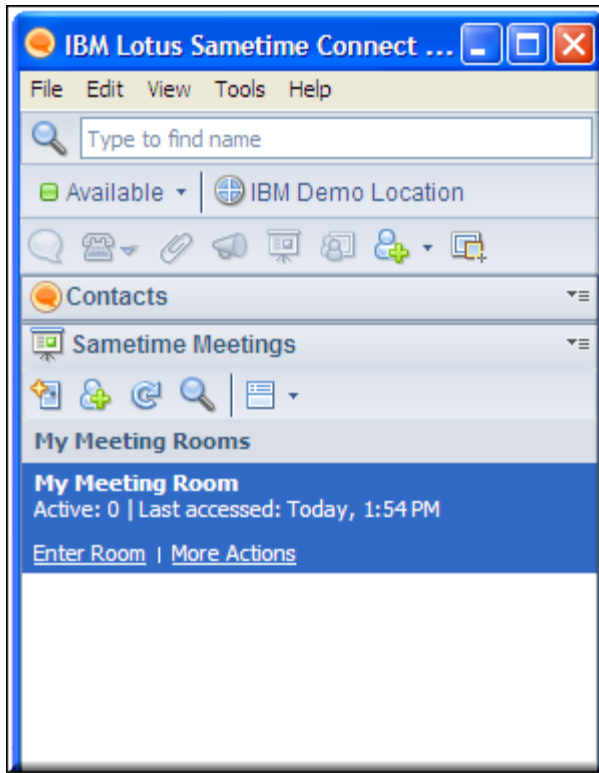 IBM Lotus Sametime Connect ...
File Edit View Tools Help
Type to find name
Available IBM Demo Location
Contacts
Sametime Meetings
My Meeting Rooms
My Meeting Room
Active: 0 | Last accessed: Today, 1:54 PM
Enter Room | More Actions